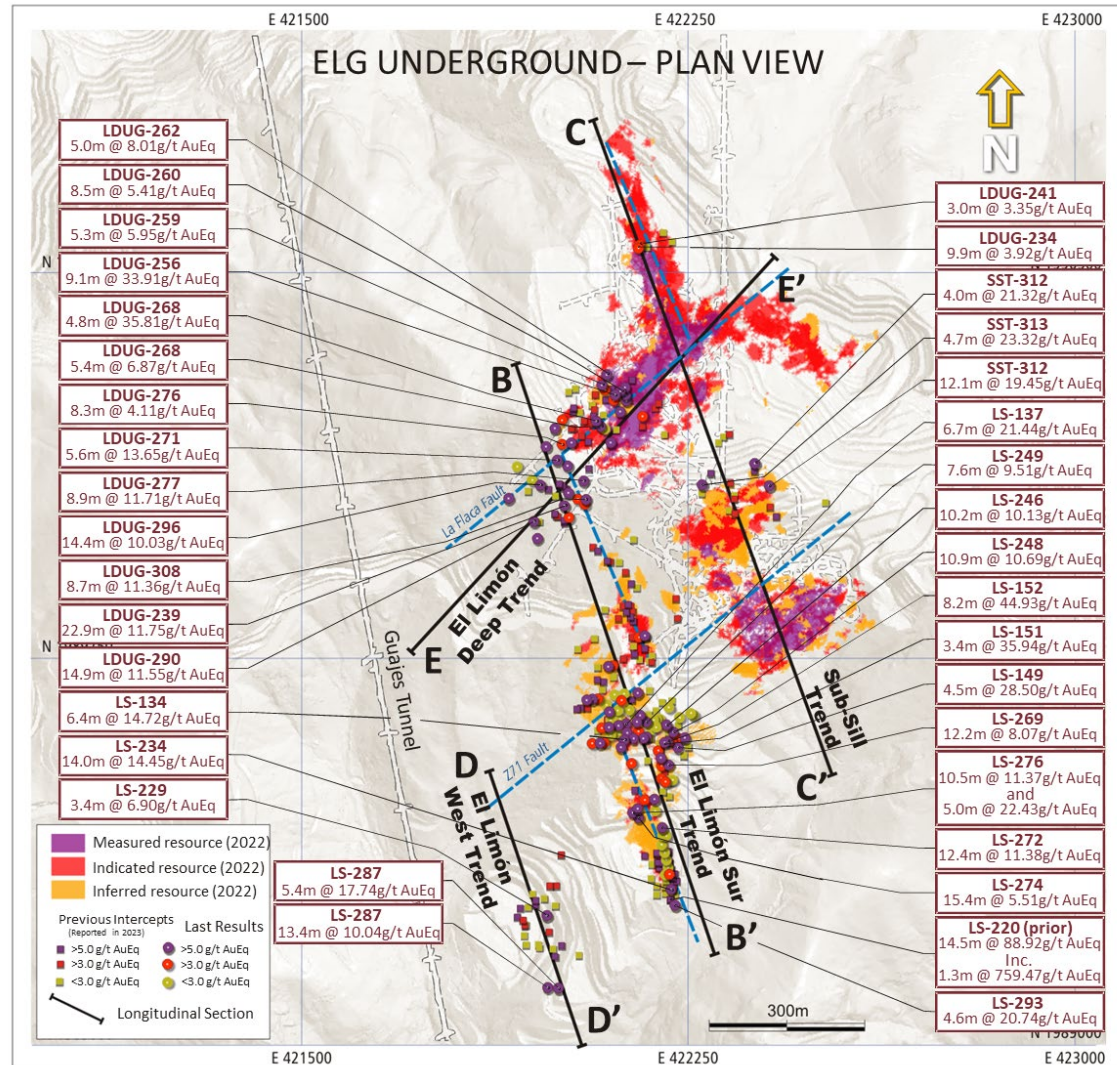 E 421500
E 422250
E 423000
ELG UNDERGROUND – PLAN VIEW
N
LDUG-262
5.0m @ 8.01g/t AuEq
LDUG-260
8.5m @ 5.41g/t AuEq
LDUG-259
5.3m @ 5.95g/t AuEq
LDUG-256
9.1m @ 33.91g/t AuEq
LDUG-268
4.8m @ 35.81g/t AuEq
LDUG-268
5.4m @ 6.87g/t AuEq
LDUG-276
8.3m @ 4.11g/t AuEq
LDUG-271
5.6m @ 13.65g/t AuEq
LDUG-277
8.9m @ 11.71g/t AuEq
LDUG-296
14.4m @ 10.03g/t AuEq
LDUG-308
8.7m @ 11.36g/t AuEq
LDUG-239
22.9m @ 11.75g/t AuEq
LDUG-290
14.9m @ 11.55g/t AuEq
LS-134
6.4m @ 14.72g/t AuEq
LS-234
14.0m @ 14.45g/t AuEq
LS-229
3.4m @ 6.90g/t AuEq
LS-287
5.4m @ 17.74g/t AuEq
LS-287
13.4m @ 10.04g/t AuEq
LDUG-241
3.0m @ 3.35g/t AuEq
LDUG-234
9.9m @ 3.92g/t AuEq
SST-312
4.0m @ 21.32g/t AuEq
SST-313
4.7m @ 23.32g/t AuEq
SST-312
12.1m @ 19.45g/t AuEq
LS-137
6.7m @ 21.44g/t AuEq
LS-249
7.6m @ 9.51g/t AuEq
LS-246
10.2m @ 10.13g/t AuEq
LS-248
10.9m @ 10.69g/t AuEq
LS-152
8.2m @ 44.93g/t AuEq
LS-151
3.4m @ 35.94g/t AuEq
LS-149
4.5m @ 28.50g/t AuEq
LS-269
12.2m @ 8.07g/t AuEq
LS-276
10.5m @ 11.37g/t AuEq
and
5.0m @ 22.43g/t AuEq
LS-272
12.4m @ 11.38g/t AuEq
LS-274
15.4m @ 5.51g/t AuEq
LS-220 (prior)
14.5m @ 88.92g/t AuEq
Inc.
1.3m @ 759.47g/t AuEq
LS-293
4.6m @ 20.74g/t AuEq
N 1989000
C
E'
B
La Flaca Fault
El Limón
Deep Trend
E
N
N
Guajes Tunnel
Z71 Fault
Sub-Sill
Trend
C'
D
El Limón
West Trend
El Limón Sur
Trend
B'
D'
300m
Measured resource (2022)
Indicated resource (2022)
Inferred resource (2022)
Previous Intercepts
(Reported in 2023)
Last Results
>5.0 g/t AuEq
>5.0 g/t AuEq
>3.0 g/t AuEq
>3.0 g/t AuEq
<3.0 g/t AuEq
<3.0 g/t AuEq
Longitudinal Section
E 421500
E 422250
E 423000